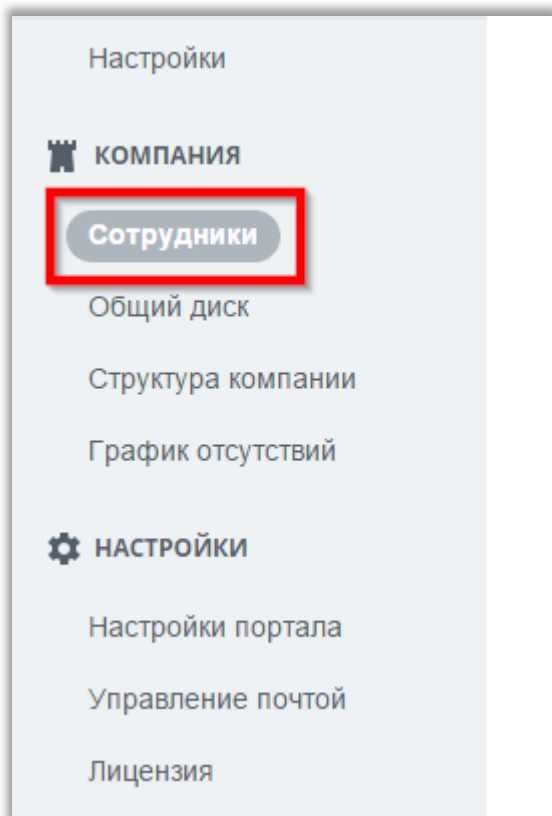 Настройки
КОМПАНИЯ
Сотрудники
Общий диск
Структура компании
График отсутствий
НАСТРОЙКИ
Настройки портала
Управление почтой
Лицензия